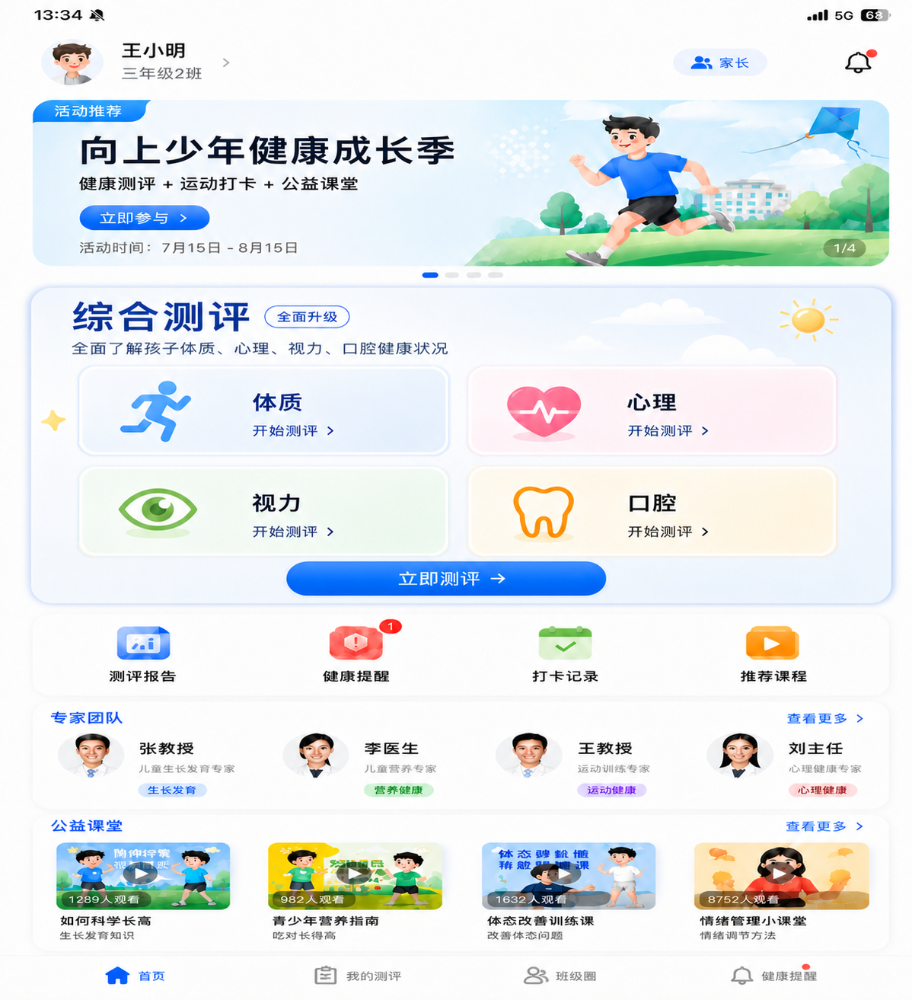 13:34
5G 68
王小明
三年级2班
家长
活动推荐
向上少年健康成长季
健康测评 + 运动打卡 + 公益课堂
立即参与 >
活动时间：7月15日 - 8月15日
1/4
综合测评 全面升级
全面了解孩子体质、心理、视力、口腔健康状况
体质
开始测评 >
心理
开始测评 >
视力
开始测评 >
口腔
开始测评 >
立即测评 →
测评报告
1
健康提醒
打卡记录
推荐课程
专家团队
查看更多 >
张教授
儿童生长发育专家
生长发育
李医生
儿童营养专家
营养健康
王教授
运动训练专家
运动健康
刘主任
心理健康专家
心理健康
公益课堂
查看更多 >
1289人观看
如何科学长高
生长发育知识
982人观看
青少年营养指南
吃对长得高
体态
课
1632人观看
体态改善训练课
改善体态问题
8752人观看
情绪管理小课堂
情绪调节方法
首页
我的测评
班级圈
健康提醒